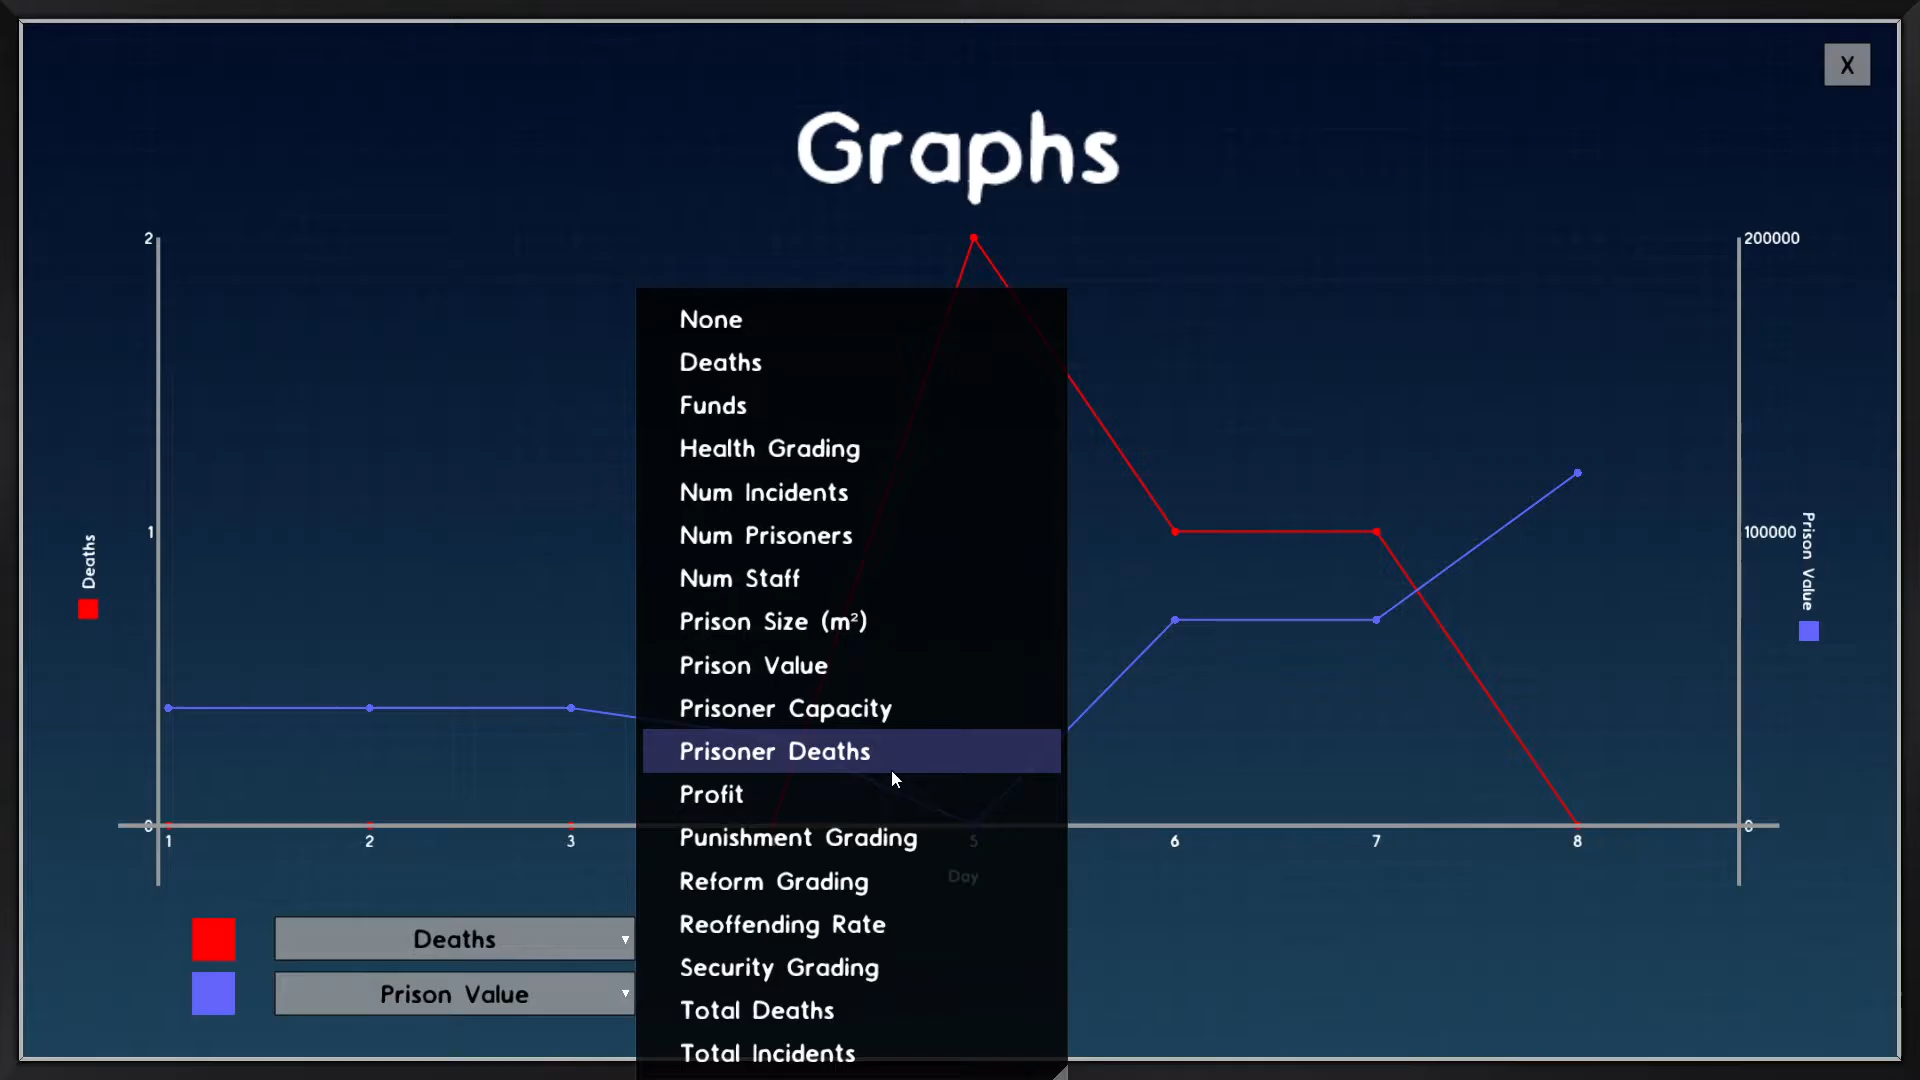 X
Graphs
2
200000
None
Deaths
Funds
Health Grading
Num Incidents
1
100000
Num Prisoners
Deaths
Prison Value
Num Staff
Prison Size (m²)
Prison Value
Prisoner Capacity
Prisoner Deaths
Profit
0
0
1
2
3
5
6
7
8
Punishment Grading
Day
Reform Grading
Reoffending Rate
Deaths
Security Grading
Prison Value
Total Deaths
Total Incidents